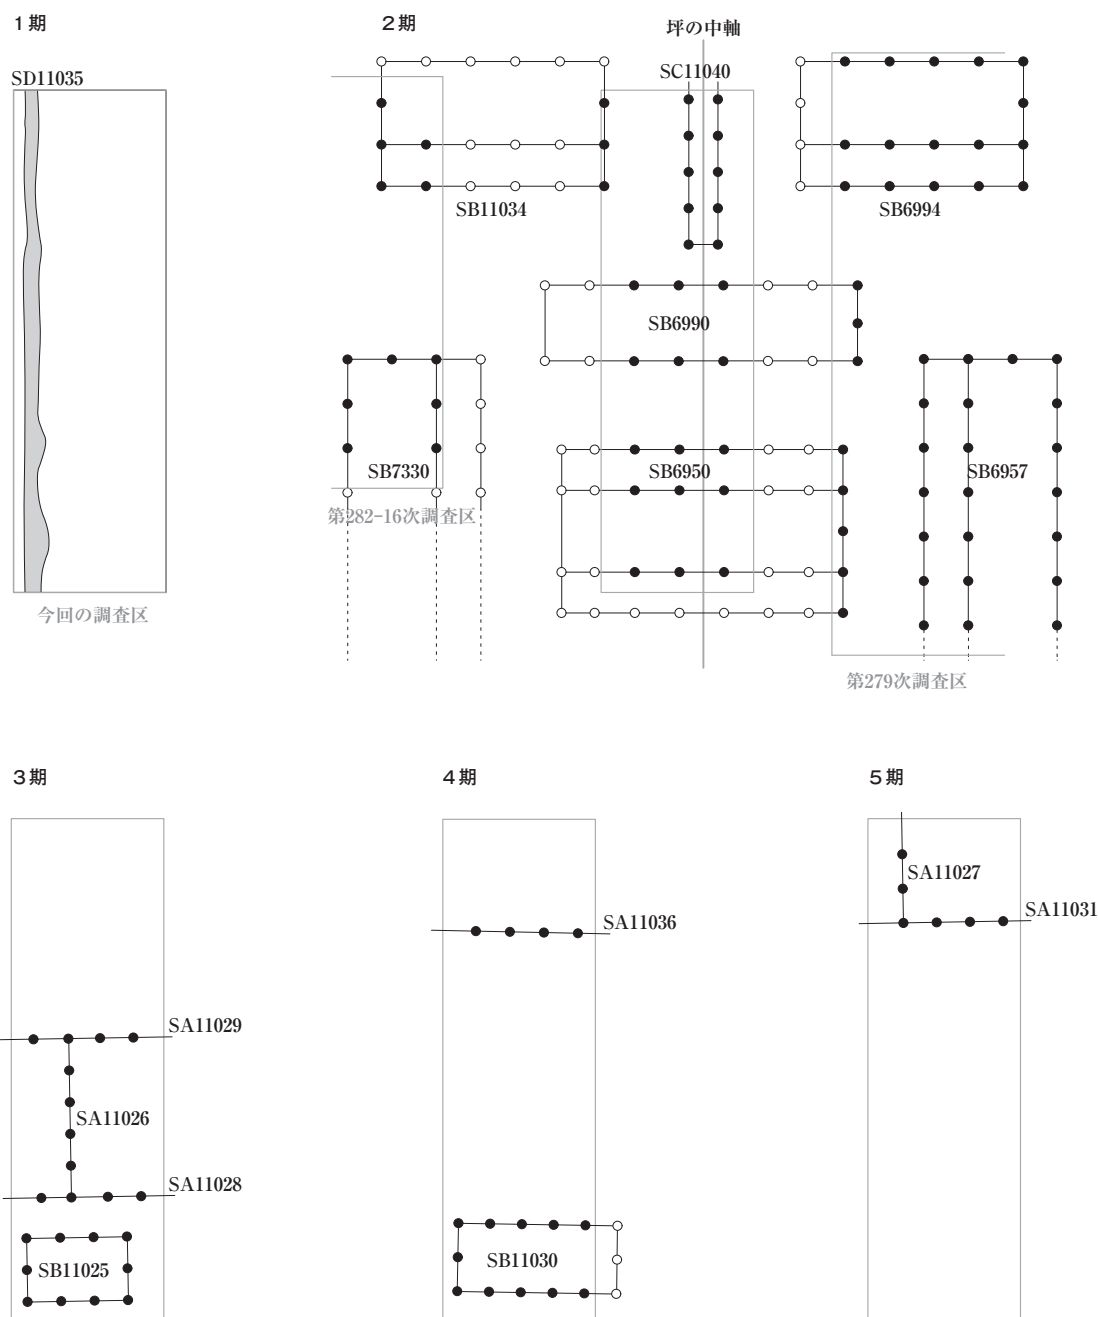 1期
SD11035
今回の調査区
2期
坪の中軸
SC11040
SB11034
SB6994
SB6990
SB7330
SB6950
SB6957
第282-16次調査区
第279次調査区
3期
SA11029
SA11026
SA11028
SB11025
4期
SA11036
SB11030
5期
SA11027
SA11031